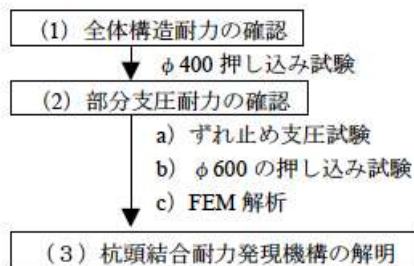 (1) 全体構造耐力の確認
φ400 押し込み試験
(2) 部分支圧耐力の確認
a) ずれ止め支圧試験
b) φ600 の押し込み試験
c) FEM 解析
(3) 杭頭結合耐力発現機構の解明